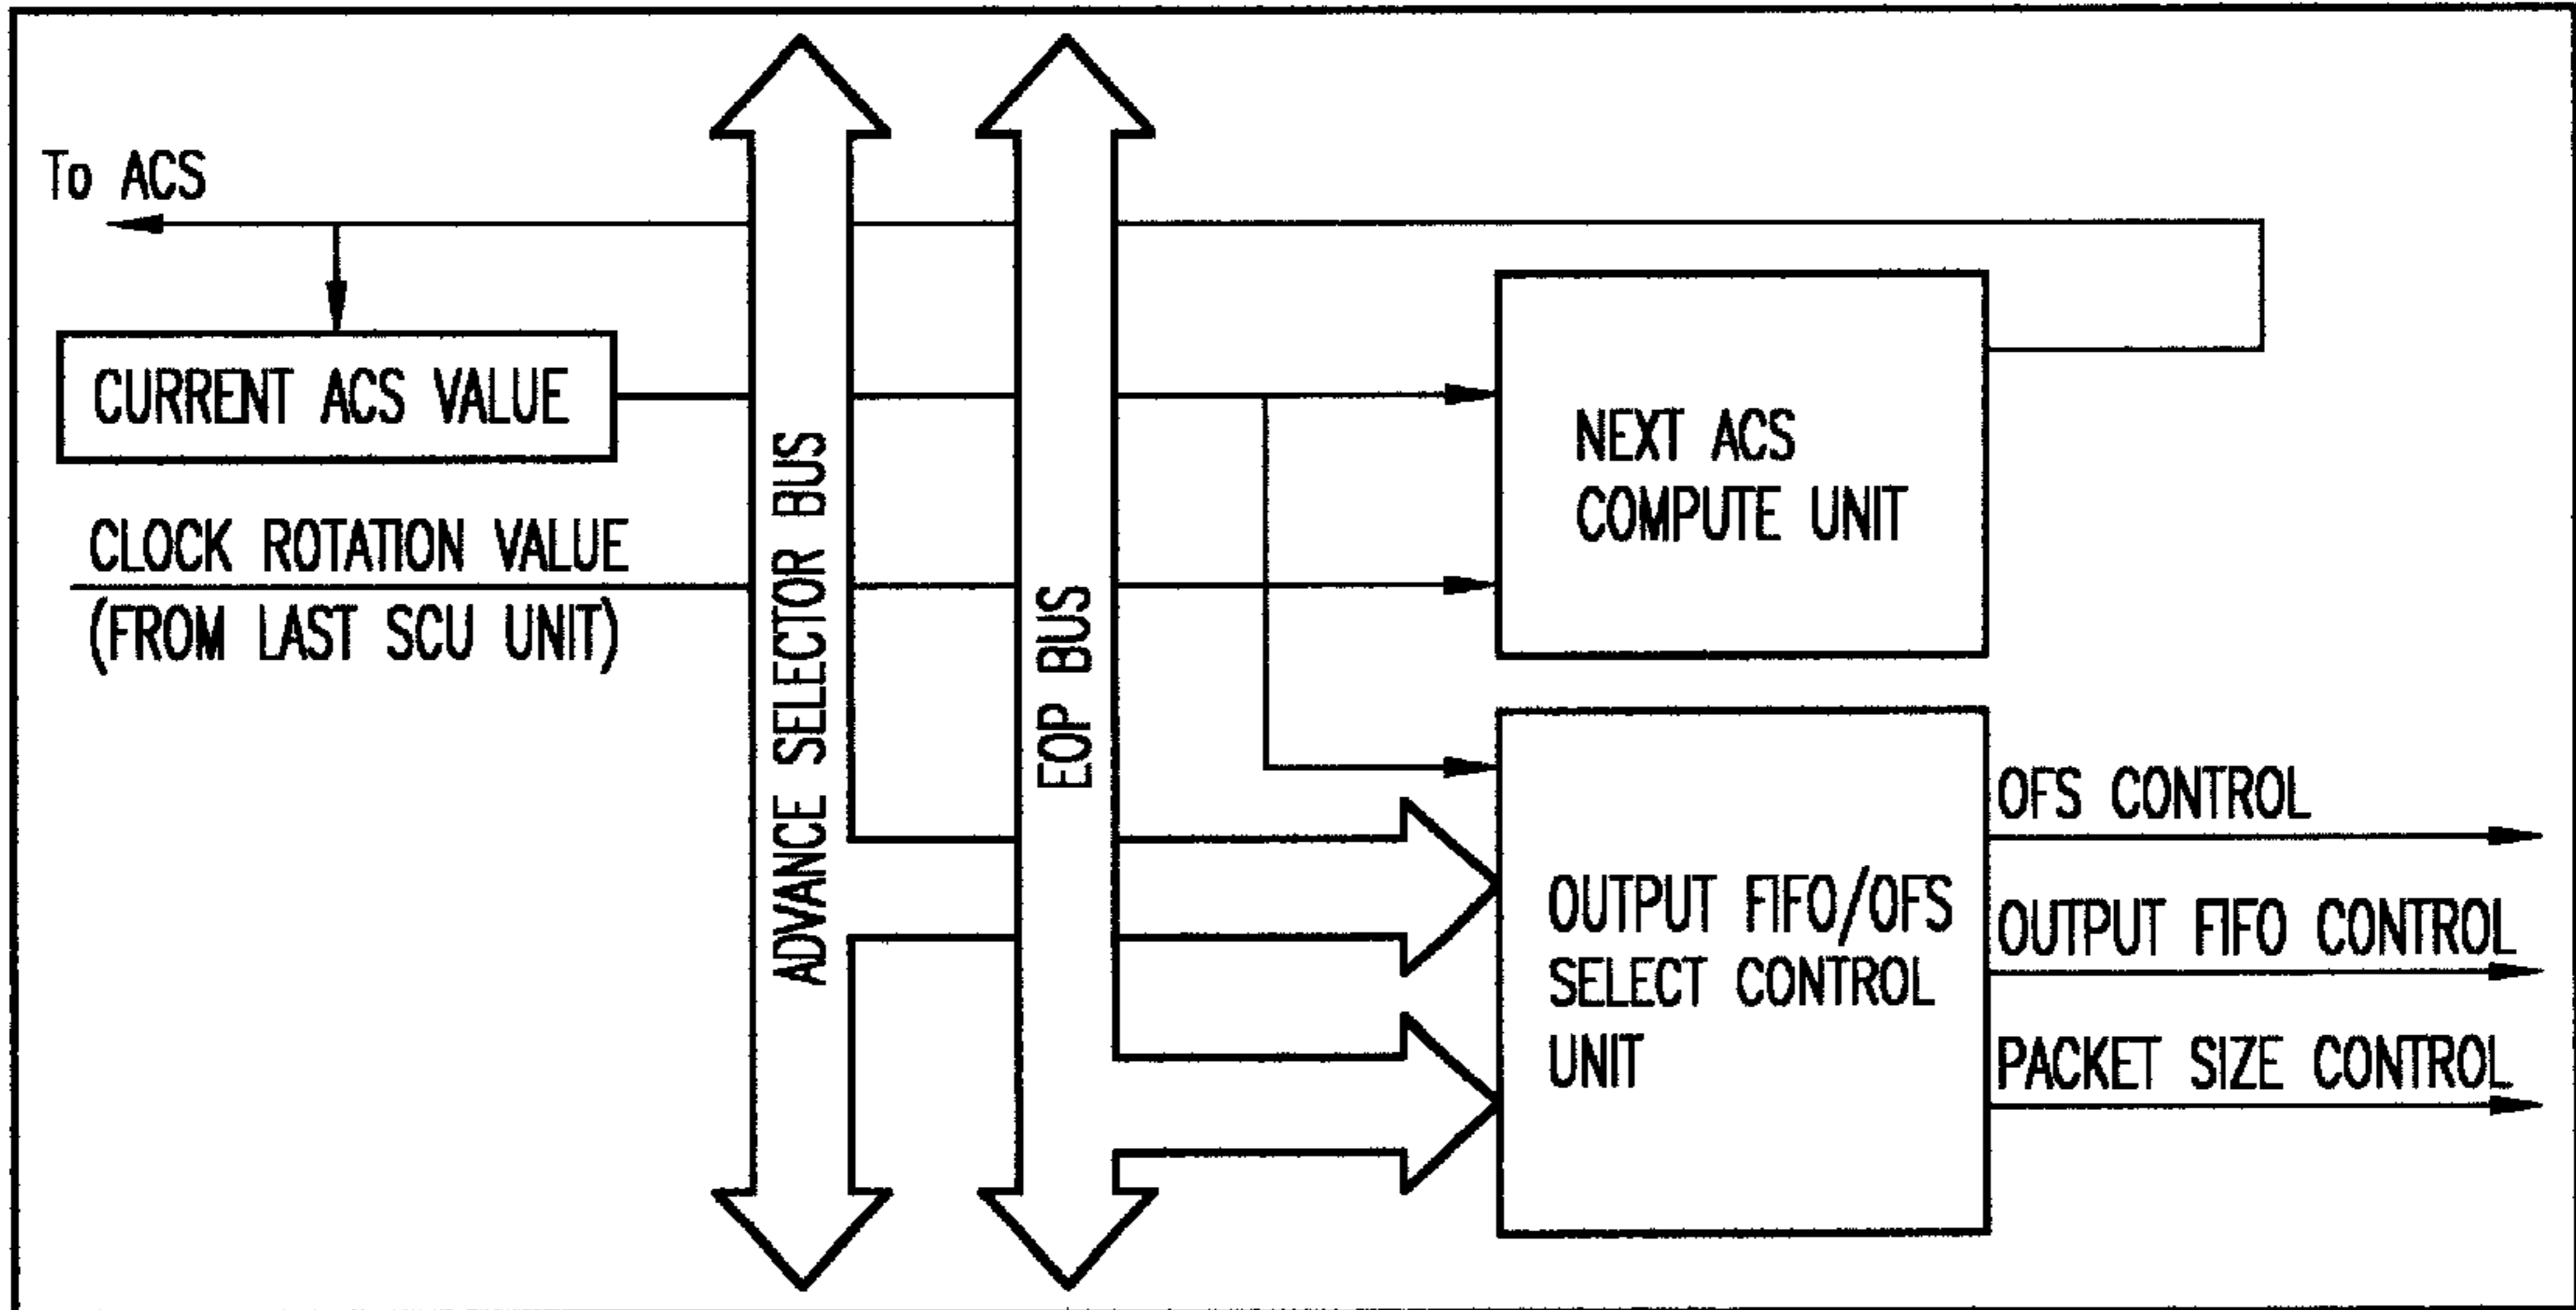 To ACS
CURRENT ACS VALUE
CLOCK ROTATION VALUE
(FROM LAST SCU UNIT)
ADVANCE SELECTOR BUS
EOP BUS
NEXT ACS
COMPUTE UNIT
OUTPUT FIFO/OFS
SELECT CONTROL
UNIT
OFS CONTROL
OUTPUT FIFO CONTROL
PACKET SIZE CONTROL